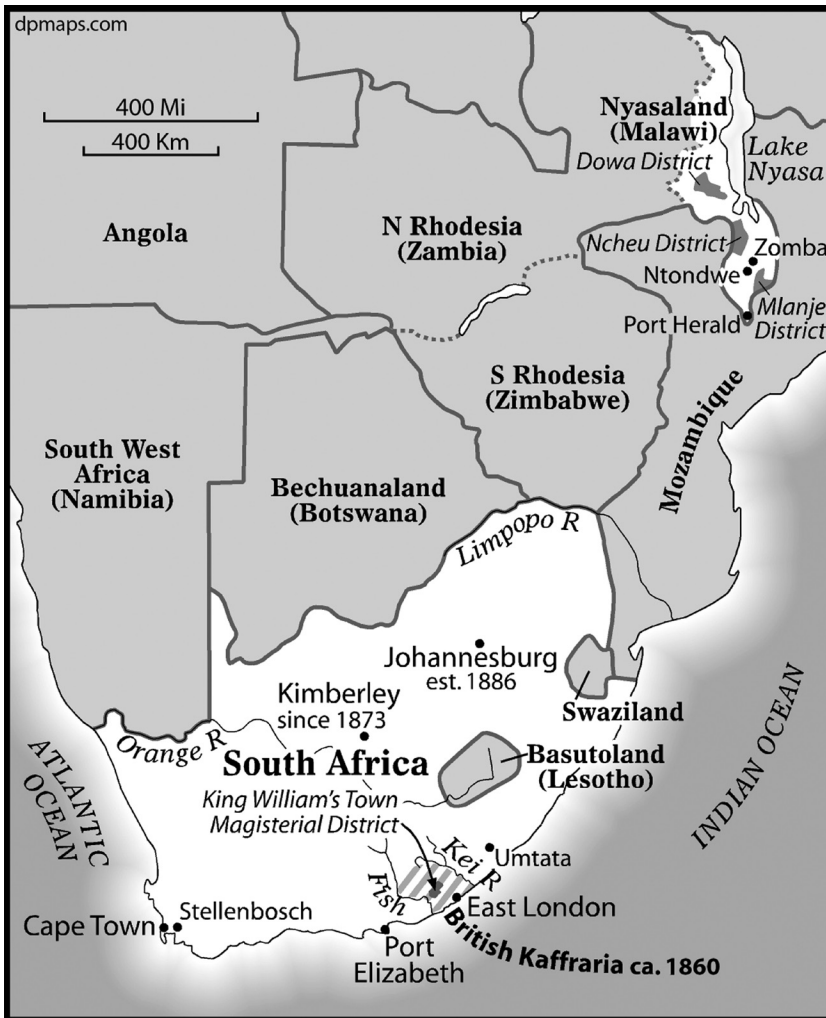 dpmaps.com
400 Mi
400 Km
Nyasaland
(Malawi)
Dowa District
Lake
Nyasa
Angola
N Rhodesia
(Zambia)
Ncheu District
Zomba
Ntondwe
Mlanje
District
Port Herald
S Rhodesia
(Zimbabwe)
Mozambique
South West
Africa
(Namibia)
Bechuanaland
(Botswana)
Limpopo R
Johannesburg
est. 1886
Kimberley
since 1873
Swaziland
Orange R
South Africa
Basutoland
(Lesotho)
ATLANTIC
OCEAN
INDIAN OCEAN
King William's Town
Magisterial District
Kei R
Umtata
Fish
East London
British Kaffraria ca. 1860
Cape Town
Stellenbosch
Port
Elizabeth